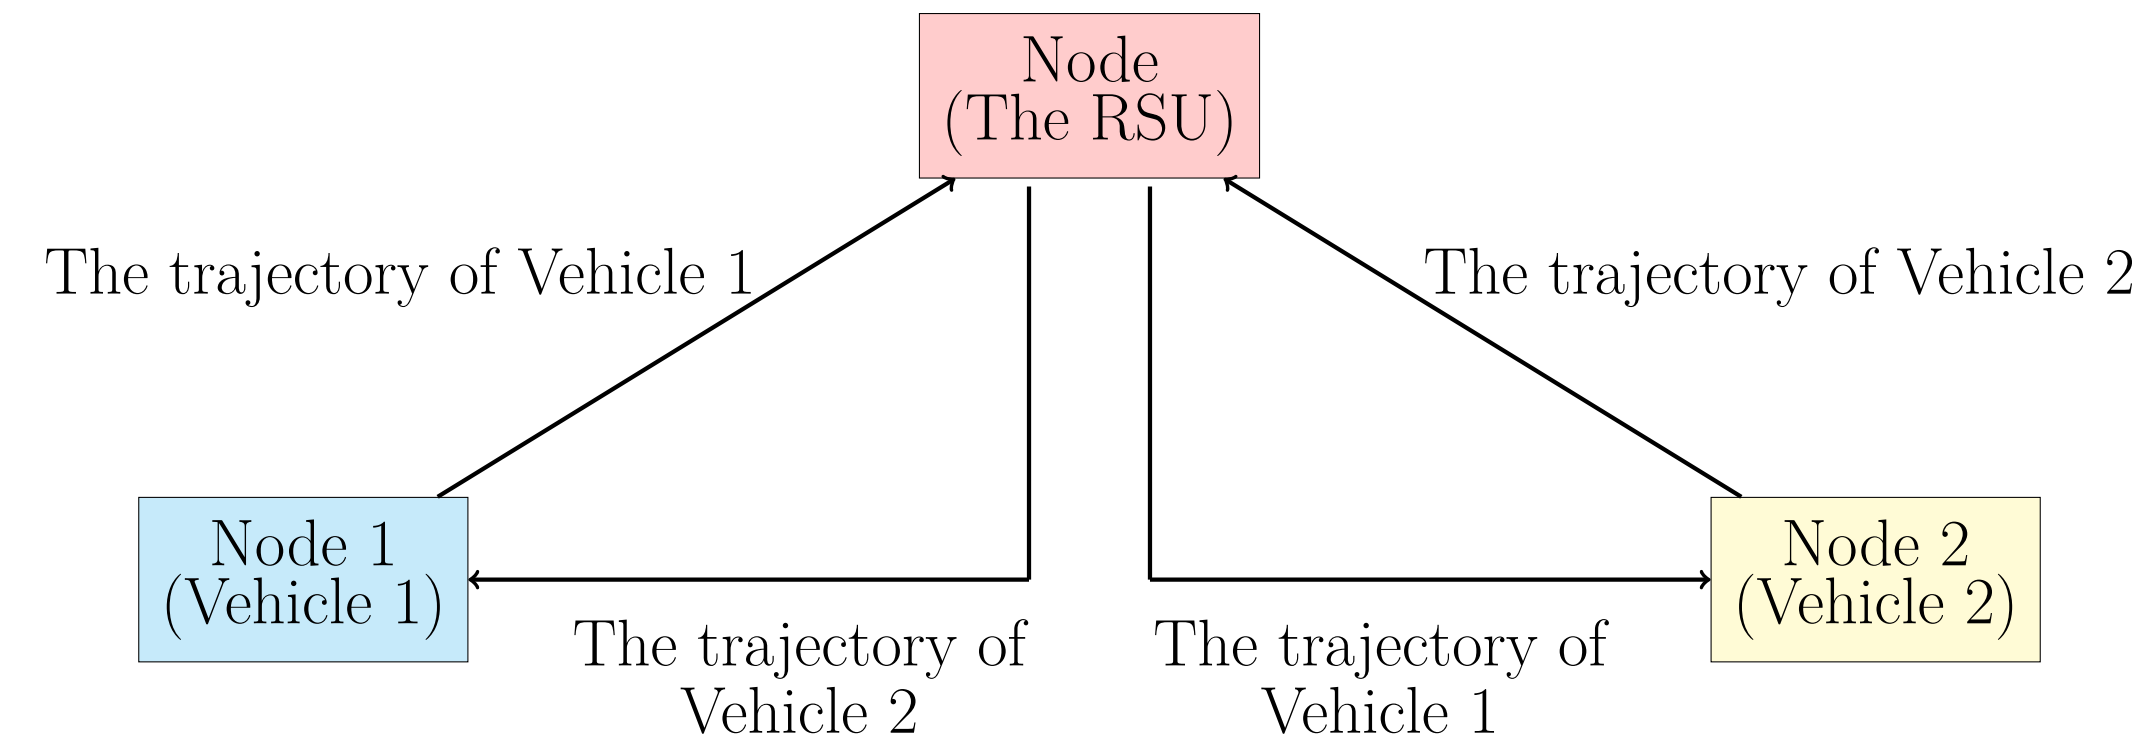 Node
(The RSU)
The trajectory of Vehicle 1
The trajectory of Vehicle 2
Node 1
(Vehicle 1)
Node 2
(Vehicle 2)
The trajectory of
Vehicle 2
The trajectory of
Vehicle 1